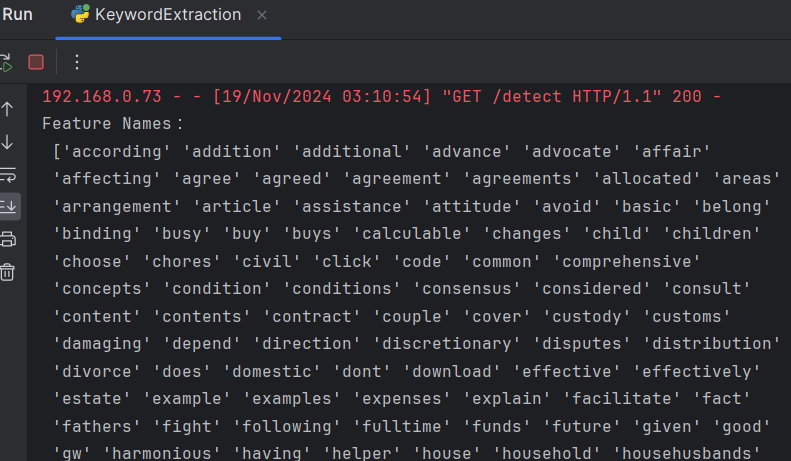 Run KeywordExtraction
192.168.0.73 - - [19/Nov/2024 03:10:54] "GET /detect HTTP/1.1" 200 -
Feature Names：
['according' 'addition' 'additional' 'advance' 'advocate' 'affair'
'affecting' 'agree' 'agreed' 'agreement' 'agreements' 'allocated' 'areas'
'arrangement' 'article' 'assistance' 'attitude' 'avoid' 'basic' 'belong'
'binding' 'busy' 'buy' 'buys' 'calculable' 'changes' 'child' 'children'
'choose' 'chores' 'civil' 'click' 'code' 'common' 'comprehensive'
'concepts' 'condition' 'conditions' 'consensus' 'considered' 'consult'
'content' 'contents' 'contract' 'couple' 'cover' 'custody' 'customs'
'damaging' 'depend' 'direction' 'discretionary' 'disputes' 'distribution'
'divorce' 'does' 'domestic' 'dont' 'download' 'effective' 'effectively'
'estate' 'example' 'examples' 'expenses' 'explain' 'facilitate' 'fact'
'fathers' 'fight' 'following' 'fulltime' 'funds' 'future' 'given' 'good'
'gw' 'harmonious' 'having' 'helper' 'house' 'household' 'househusbands'